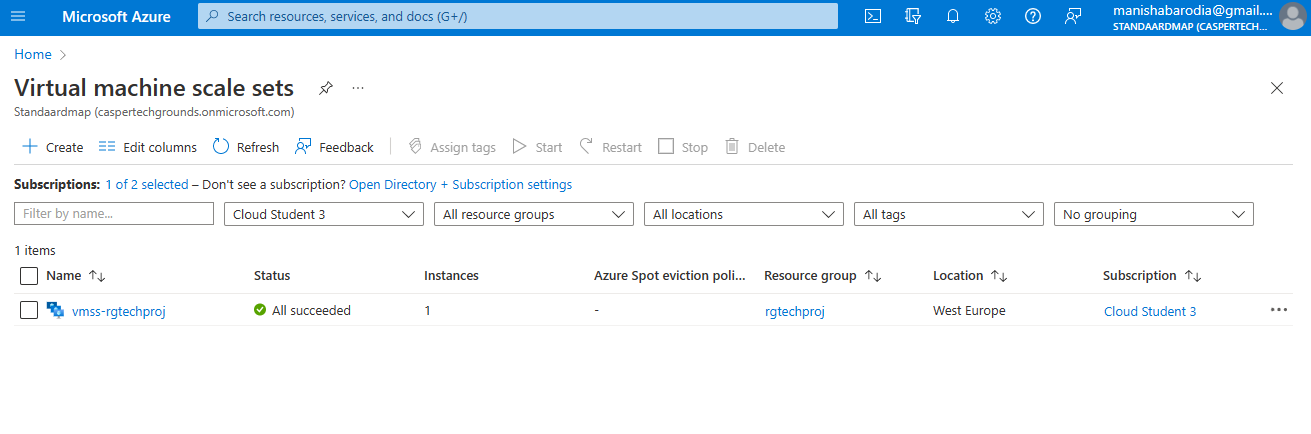 Microsoft Azure
Search resources, services, and docs (G+/)
manishabarodia@gmail....
STANDAARDMAP (CASPERTECH...
Home
Virtual machine scale sets
...
Standaardmap (caspertechgrounds.onmicrosoft.com)
Create Edit columns Refresh Feedback Assign tags Start Restart Stop Delete
Subscriptions: 1 of 2 selected – Don't see a subscription? Open Directory + Subscription settings
Filter by name... Cloud Student 3 All resource groups All locations All tags No grouping
1 items
Name Status Instances Azure Spot eviction poli... Resource group Location Subscription
vmss-rgtechproj All succeeded 1 - rgtechproj West Europe Cloud Student 3 ...